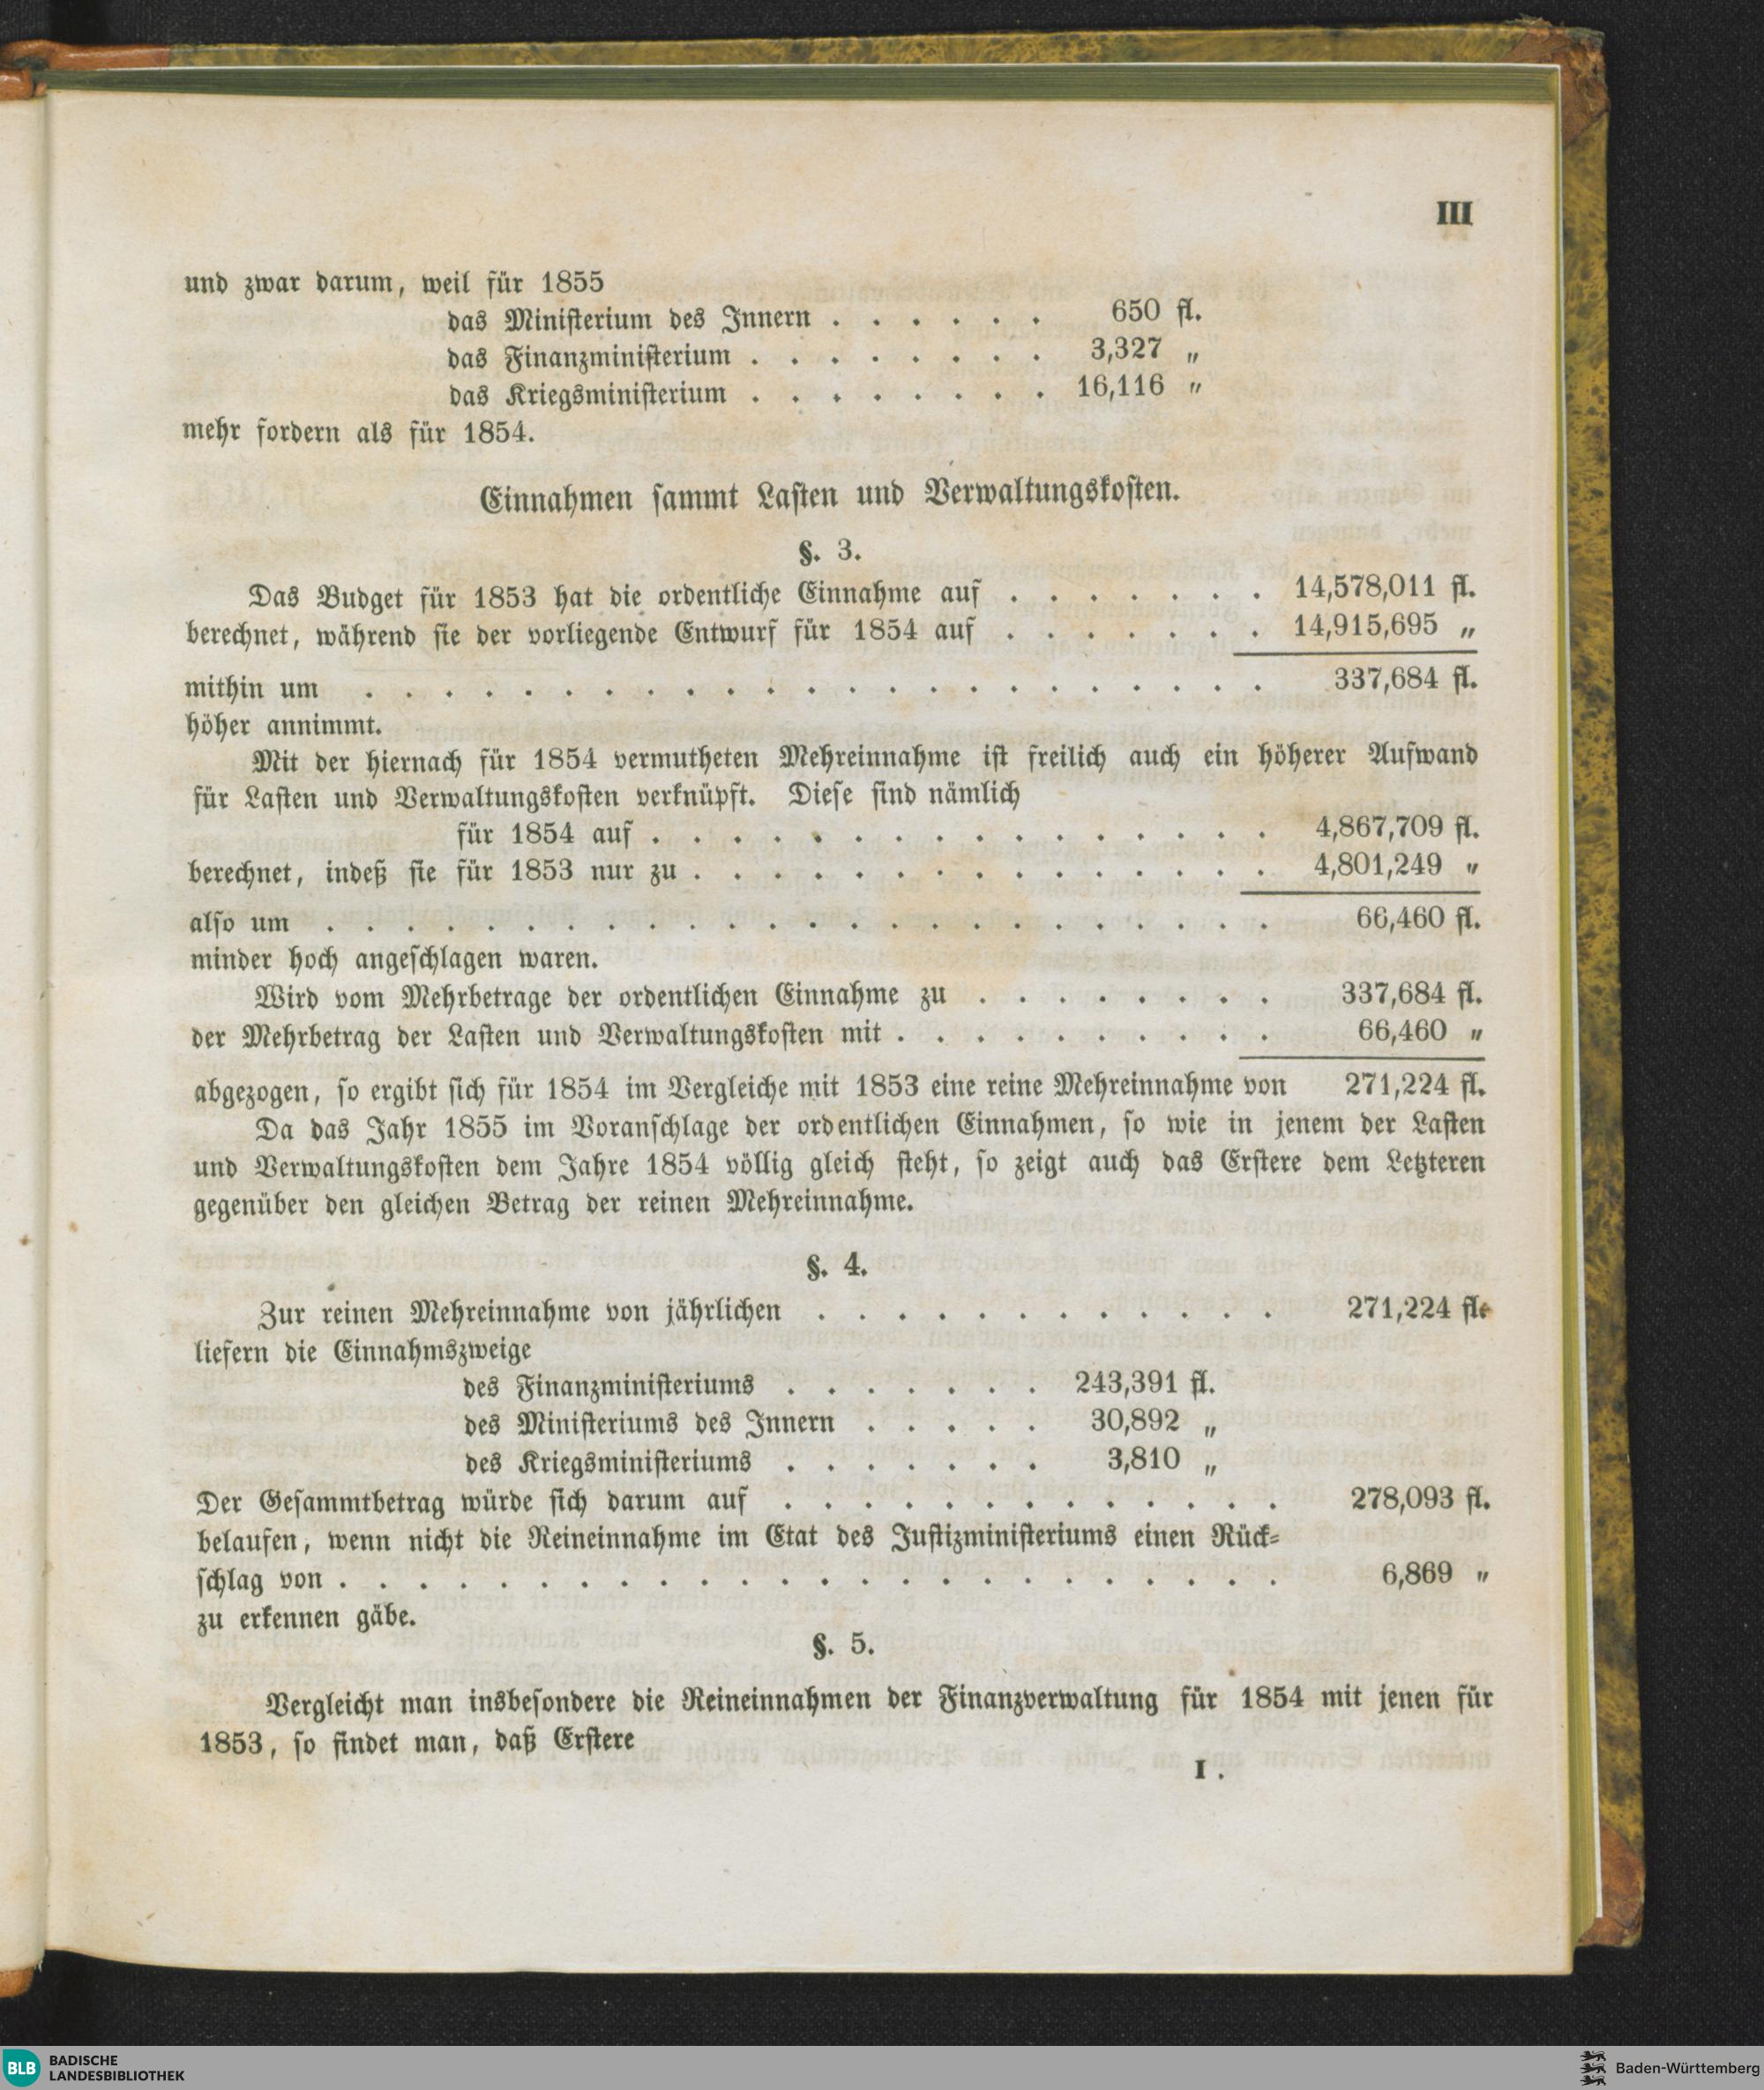 III
und zwar darum, weil für 1855
das Ministerium des Innern . . . . . . 650 fl.
das Finanzministerium . . . . . . . . 3,327 „
das Kriegsministerium . . . . . . . . 16,116 „
mehr fordern als für 1854.
Einnahmen sammt Lasten und Verwaltungskosten.
§. 3.
Das Budget für 1853 hat die ordentliche Einnahme auf . . . . . . . 14,578,011 fl.
berechnet, während sie der vorliegende Entwurf für 1854 auf . . . . . . . 14,915,695 „
mithin um . . . . . . . . . . . . . . . . . . . . . . . 337,684 fl.
höher annimmt.
Mit der hiernach für 1854 vermutheten Mehreinnahme ist freilich auch ein höherer Aufwand
für Lasten und Verwaltungskosten verknüpft. Diese sind nämlich
für 1854 auf . . . . . . . . . . . . . . . . 4,867,709 fl.
berechnet, indeß sie für 1853 nur zu . . . . . . . . . . . . . . . 4,801,249 „
also um . . . . . . . . . . . . . . . . . . . . . . . . 66,460 fl.
minder hoch angeschlagen waren.
Wird vom Mehrbetrage der ordentlichen Einnahme zu . . . . . . . . 337,684 fl.
der Mehrbetrag der Lasten und Verwaltungskosten mit . . . . . . . . . . 66,460 „
abgezogen, so ergibt sich für 1854 im Vergleiche mit 1853 eine reine Mehreinnahme von 271,224 fl.
Da das Jahr 1855 im Voranschlage der ordentlichen Einnahmen, so wie in jenem der Lasten
und Verwaltungskosten dem Jahre 1854 völlig gleich steht, so zeigt auch das Erstere dem Letzteren
gegenüber den gleichen Betrag der reinen Mehreinnahme.
§. 4.
Zur reinen Mehreinnahme von jährlichen . . . . . . . . . . . . 271,224 fl.
liefern die Einnahmszweige
des Finanzministeriums . . . . . . . 243,391 fl.
des Ministeriums des Innern . . . . . 30,892 „
des Kriegsministeriums . . . . . . . 3,810 „
Der Gesammtbetrag würde sich darum auf . . . . . . . . . . . . . 278,093 fl.
belaufen, wenn nicht die Reineinnahme im Etat des Justizministeriums einen Rück-
schlag von . . . . . . . . . . . . . . . . . . . . . . . . 6,869 „
zu erkennen gäbe.
§. 5.
Vergleicht man insbesondere die Reineinnahmen der Finanzverwaltung für 1854 mit jenen für
1853, so findet man, daß Erstere
I .
BLB BADISCHE
LANDESBIBLIOTHEK
Baden-Württemberg